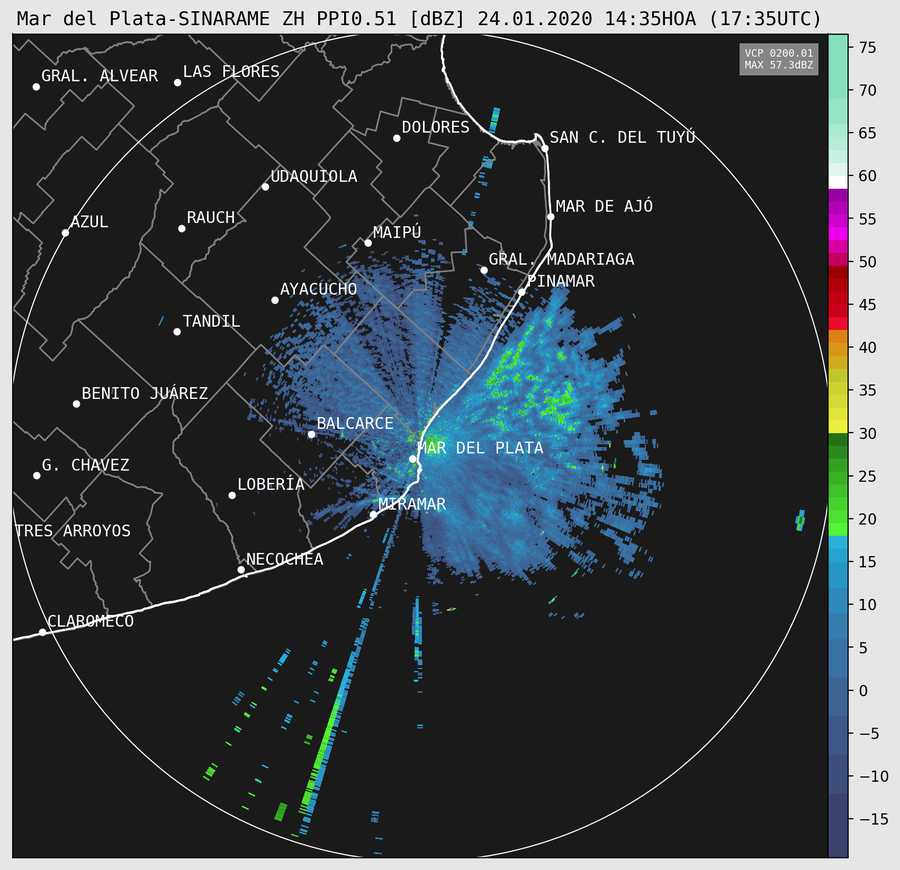 Mar del Plata-SINARAME ZH PPI0.51 [dBZ] 24.01.2020 14:35HOA (17:35UTC)
VCP 0200.01
MAX 57.3dBZ
GRAL. ALVEAR
LAS FLORES
DOLORES
SAN C. DEL TUYÚ
UDAQUIOLA
MAR DE AJÓ
AZUL
RAUCH
MAIPÚ
GRAL. MADARIAGA
PINAMAR
AYACUCHO
TANDIL
BENITO JUÁREZ
BALCARCE
MAR DEL PLATA
G. CHAVEZ
LOBERÍA
MIRAMAR
TRES ARROYOS
NECOCHEA
CLAROMECO
75
70
65
60
55
50
45
40
35
30
25
20
15
10
5
0
−5
−10
−15